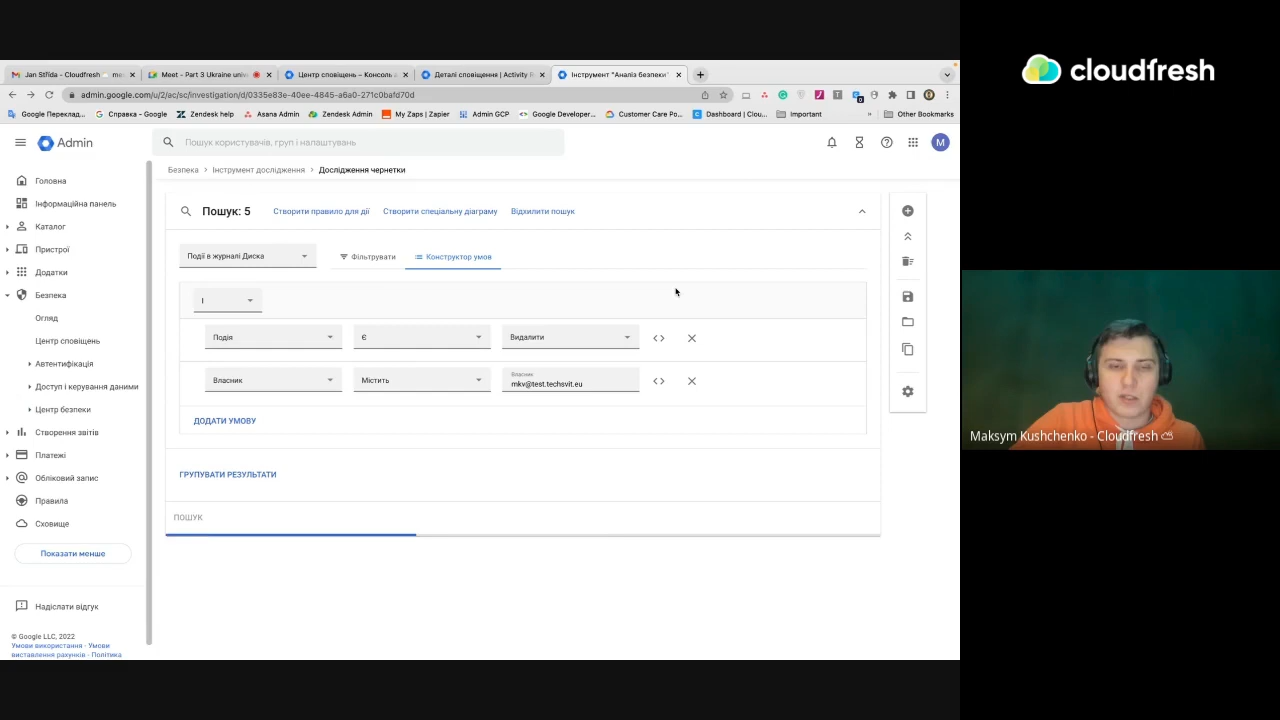 Jan Střída - Cloudfresh
Meet - Part 3 Ukraine univ
Центр сповіщень – Консоль
Деталі сповіщення | Activity R
Інструмент "Аналіз безпеки"
admin.google.com/u/2/ac/sc/investigation/d/0335e83e-40ee-4845-a6a0-271c0bafd70d
Google Переклад...
Справка - Google
Zendesk help
Asana Admin
Zendesk Admin
My Zaps | Zapier
Admin GCP
Google Developer...
Customer Care Po...
Dashboard | Clou...
Important
Other Bookmarks
Admin
Пошук користувачів, груп і налаштувань
M
Безпека
Інструмент дослідження
Дослідження чернетки
Головна
Інформаційна панель
Каталог
Пристрої
Додатки
Безпека
Огляд
Центр сповіщень
Автентифікація
Доступ і керування даними
Центр безпеки
Створення звітів
Платежі
Обліковий запис
Правила
Сховище
Показати менше
Надіслати відгук
© Google LLC, 2022
Умови використання - Умови
виставлення рахунків - Політика
Пошук: 5
Створити правило для дії
Створити спеціальну діаграму
Відхилити пошук
Події в журналі Диска
Фільтрувати
Конструктор умов
І
Подія
Є
Видалити
Власник
Містить
Власник
mkv@test.techsvit.eu
ДОДАТИ УМОВУ
ГРУПУВАТИ РЕЗУЛЬТАТИ
ПОШУК
cloudfresh
Maksym Kushchenko - Cloudfresh